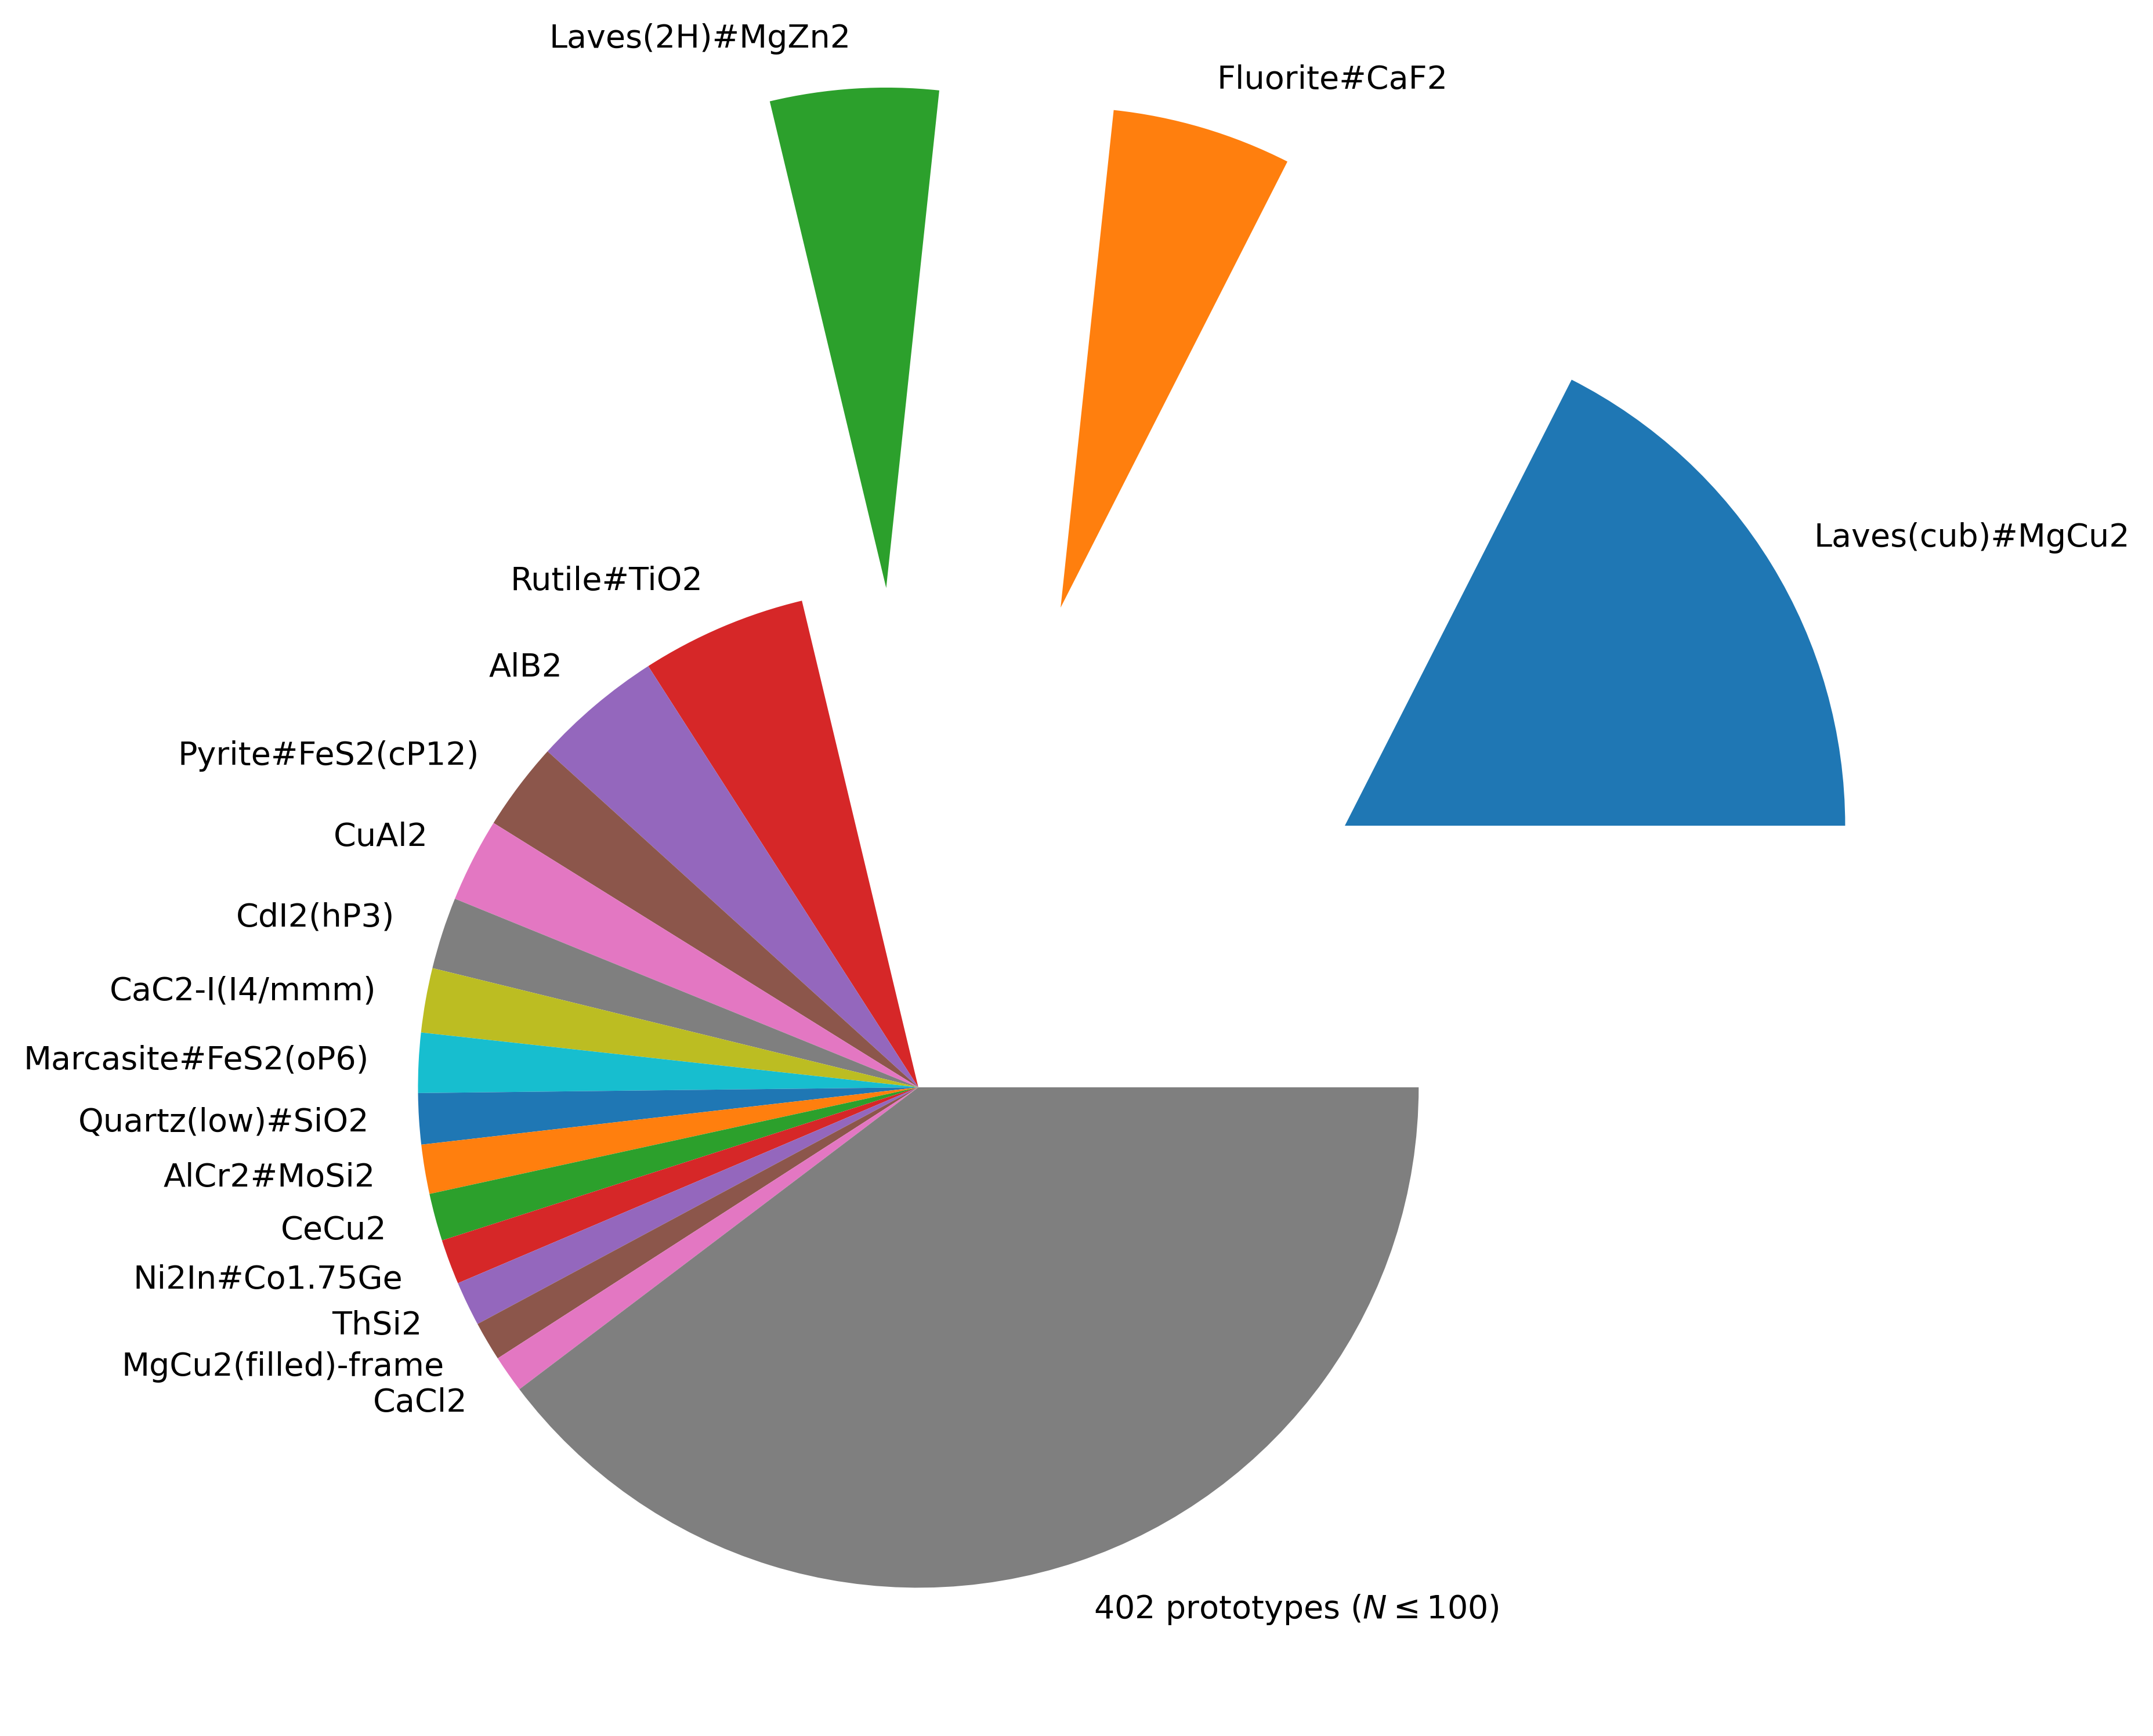 Laves(2H)#MgZn2
Fluorite#CaF2
Laves(cub)#MgCu2
Rutile#TiO2
AlB2
Pyrite#FeS2(cP12)
CuAl2
CdI2(hP3)
CaC2-I(I4/mmm)
Marcasite#FeS2(oP6)
Quartz(low)#SiO2
AlCr2#MoSi2
CeCu2
Ni2In#Co1.75Ge
ThSi2
MgCu2(filled)-frame
CaCl2
402 prototypes (N ≤ 100)